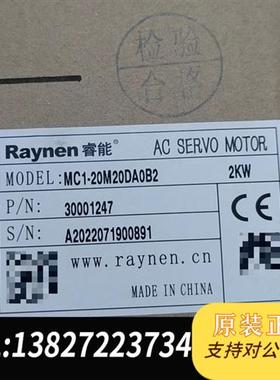 检验
合格
Raynen 睿能
AC SERVO MOTOR
MODEL: MC1-20M20DA0B2 2KW
P/N: 30001247
S/N: A2022071900891
CE
www.raynen.cn
MADE IN CHINA
:13827223734
原装正
支持对公